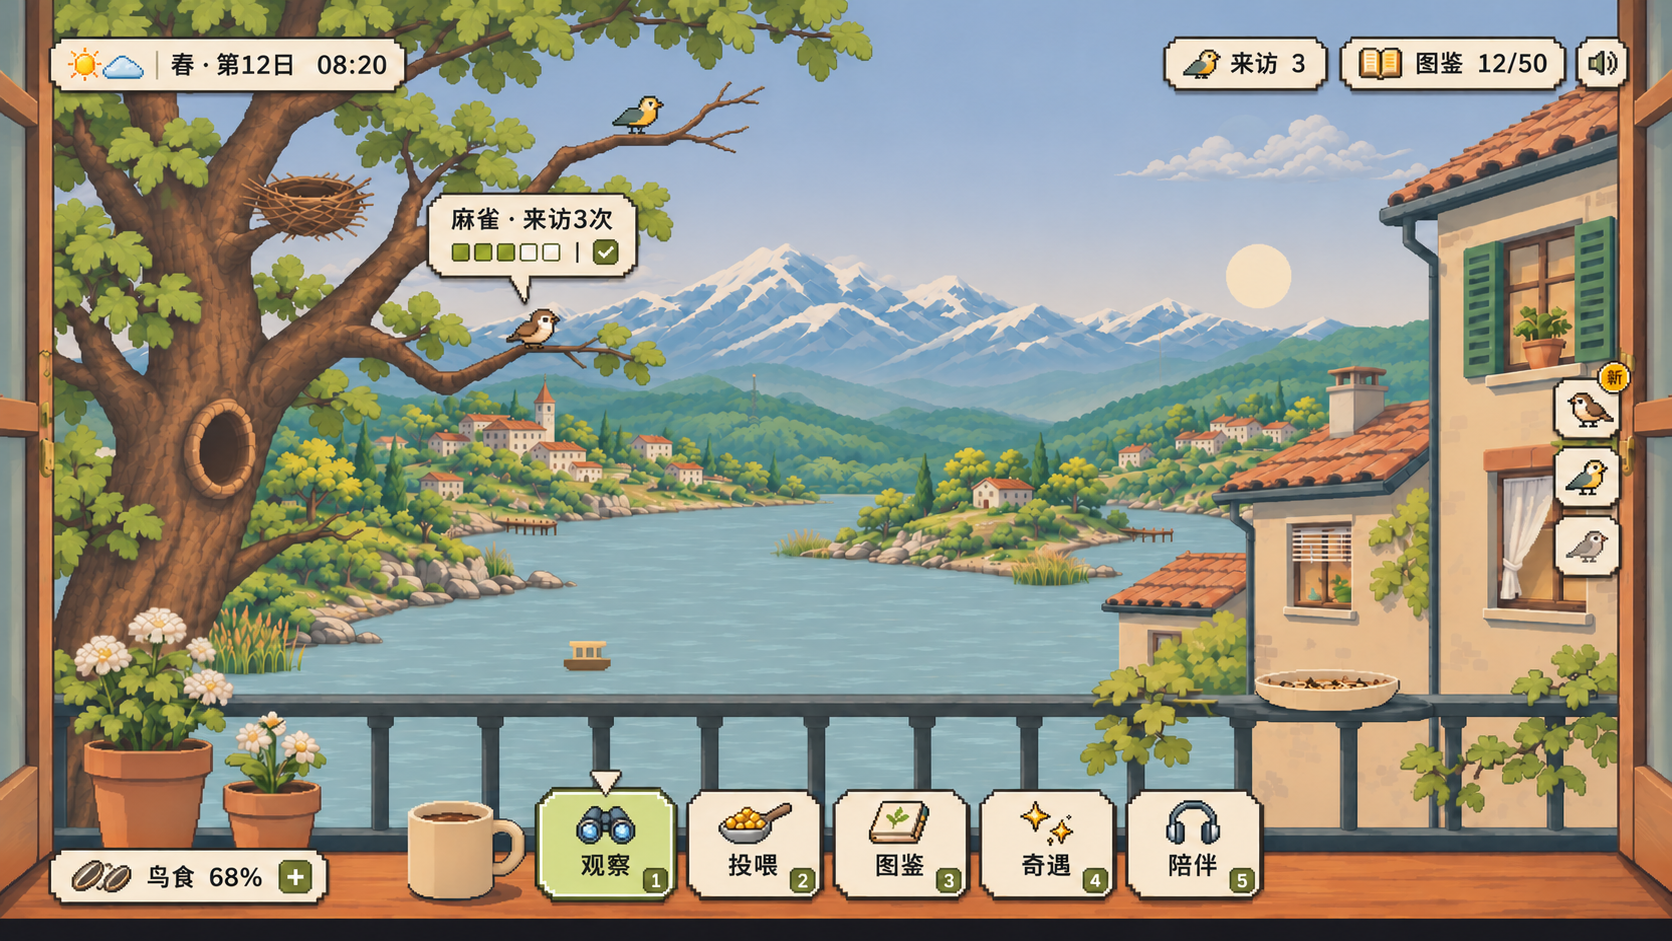 春·第12日 08:20
来访 3
图鉴 12/50
麻雀·来访3次
新
鸟食 68%
观察 1
投喂 2
图鉴 3
奇遇 4
陪伴 5